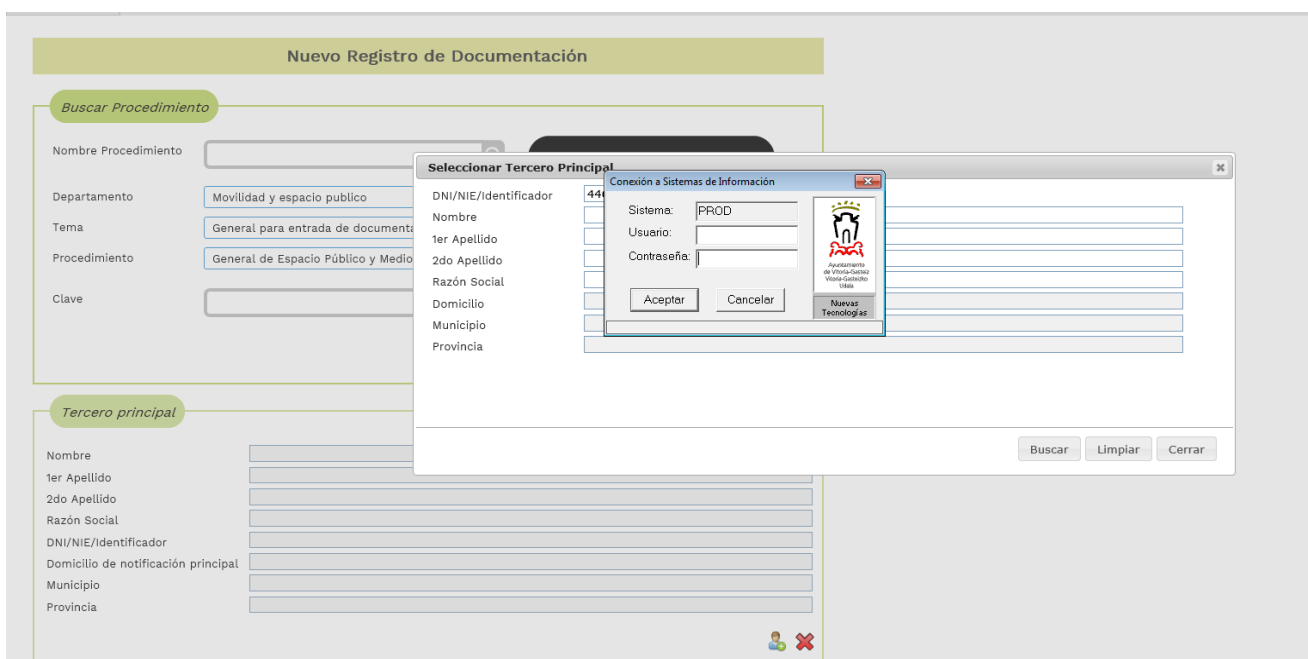 Nuevo Registro de Documentación
Buscar Procedimiento
Nombre Procedimiento
Departamento
Movilidad y espacio publico
Tema
General para entrada de
Procedimiento
General de Espacio Público y Medio
Clave
Seleccionar Tercero Principal
DNI/NIE/Identificador
Nombre
1er Apellido
2do Apellido
Razón Social
Domicilio
Municipio
Provincia
Conexión a Sistemas de Información
Sistema: PROD
Usuario:
Contraseña:
Aceptar Cancelar
Ayuntamiento
de Vitoria-Gasteiz
Vitoria-Gasteizko
Udala
Nuevas
Tecnologías
Buscar Limpiar Cerrar
Tercero principal
Nombre
1er Apellido
2do Apellido
Razón Social
DNI/NIE/Identificador
Domicilio de notificación principal
Municipio
Provincia